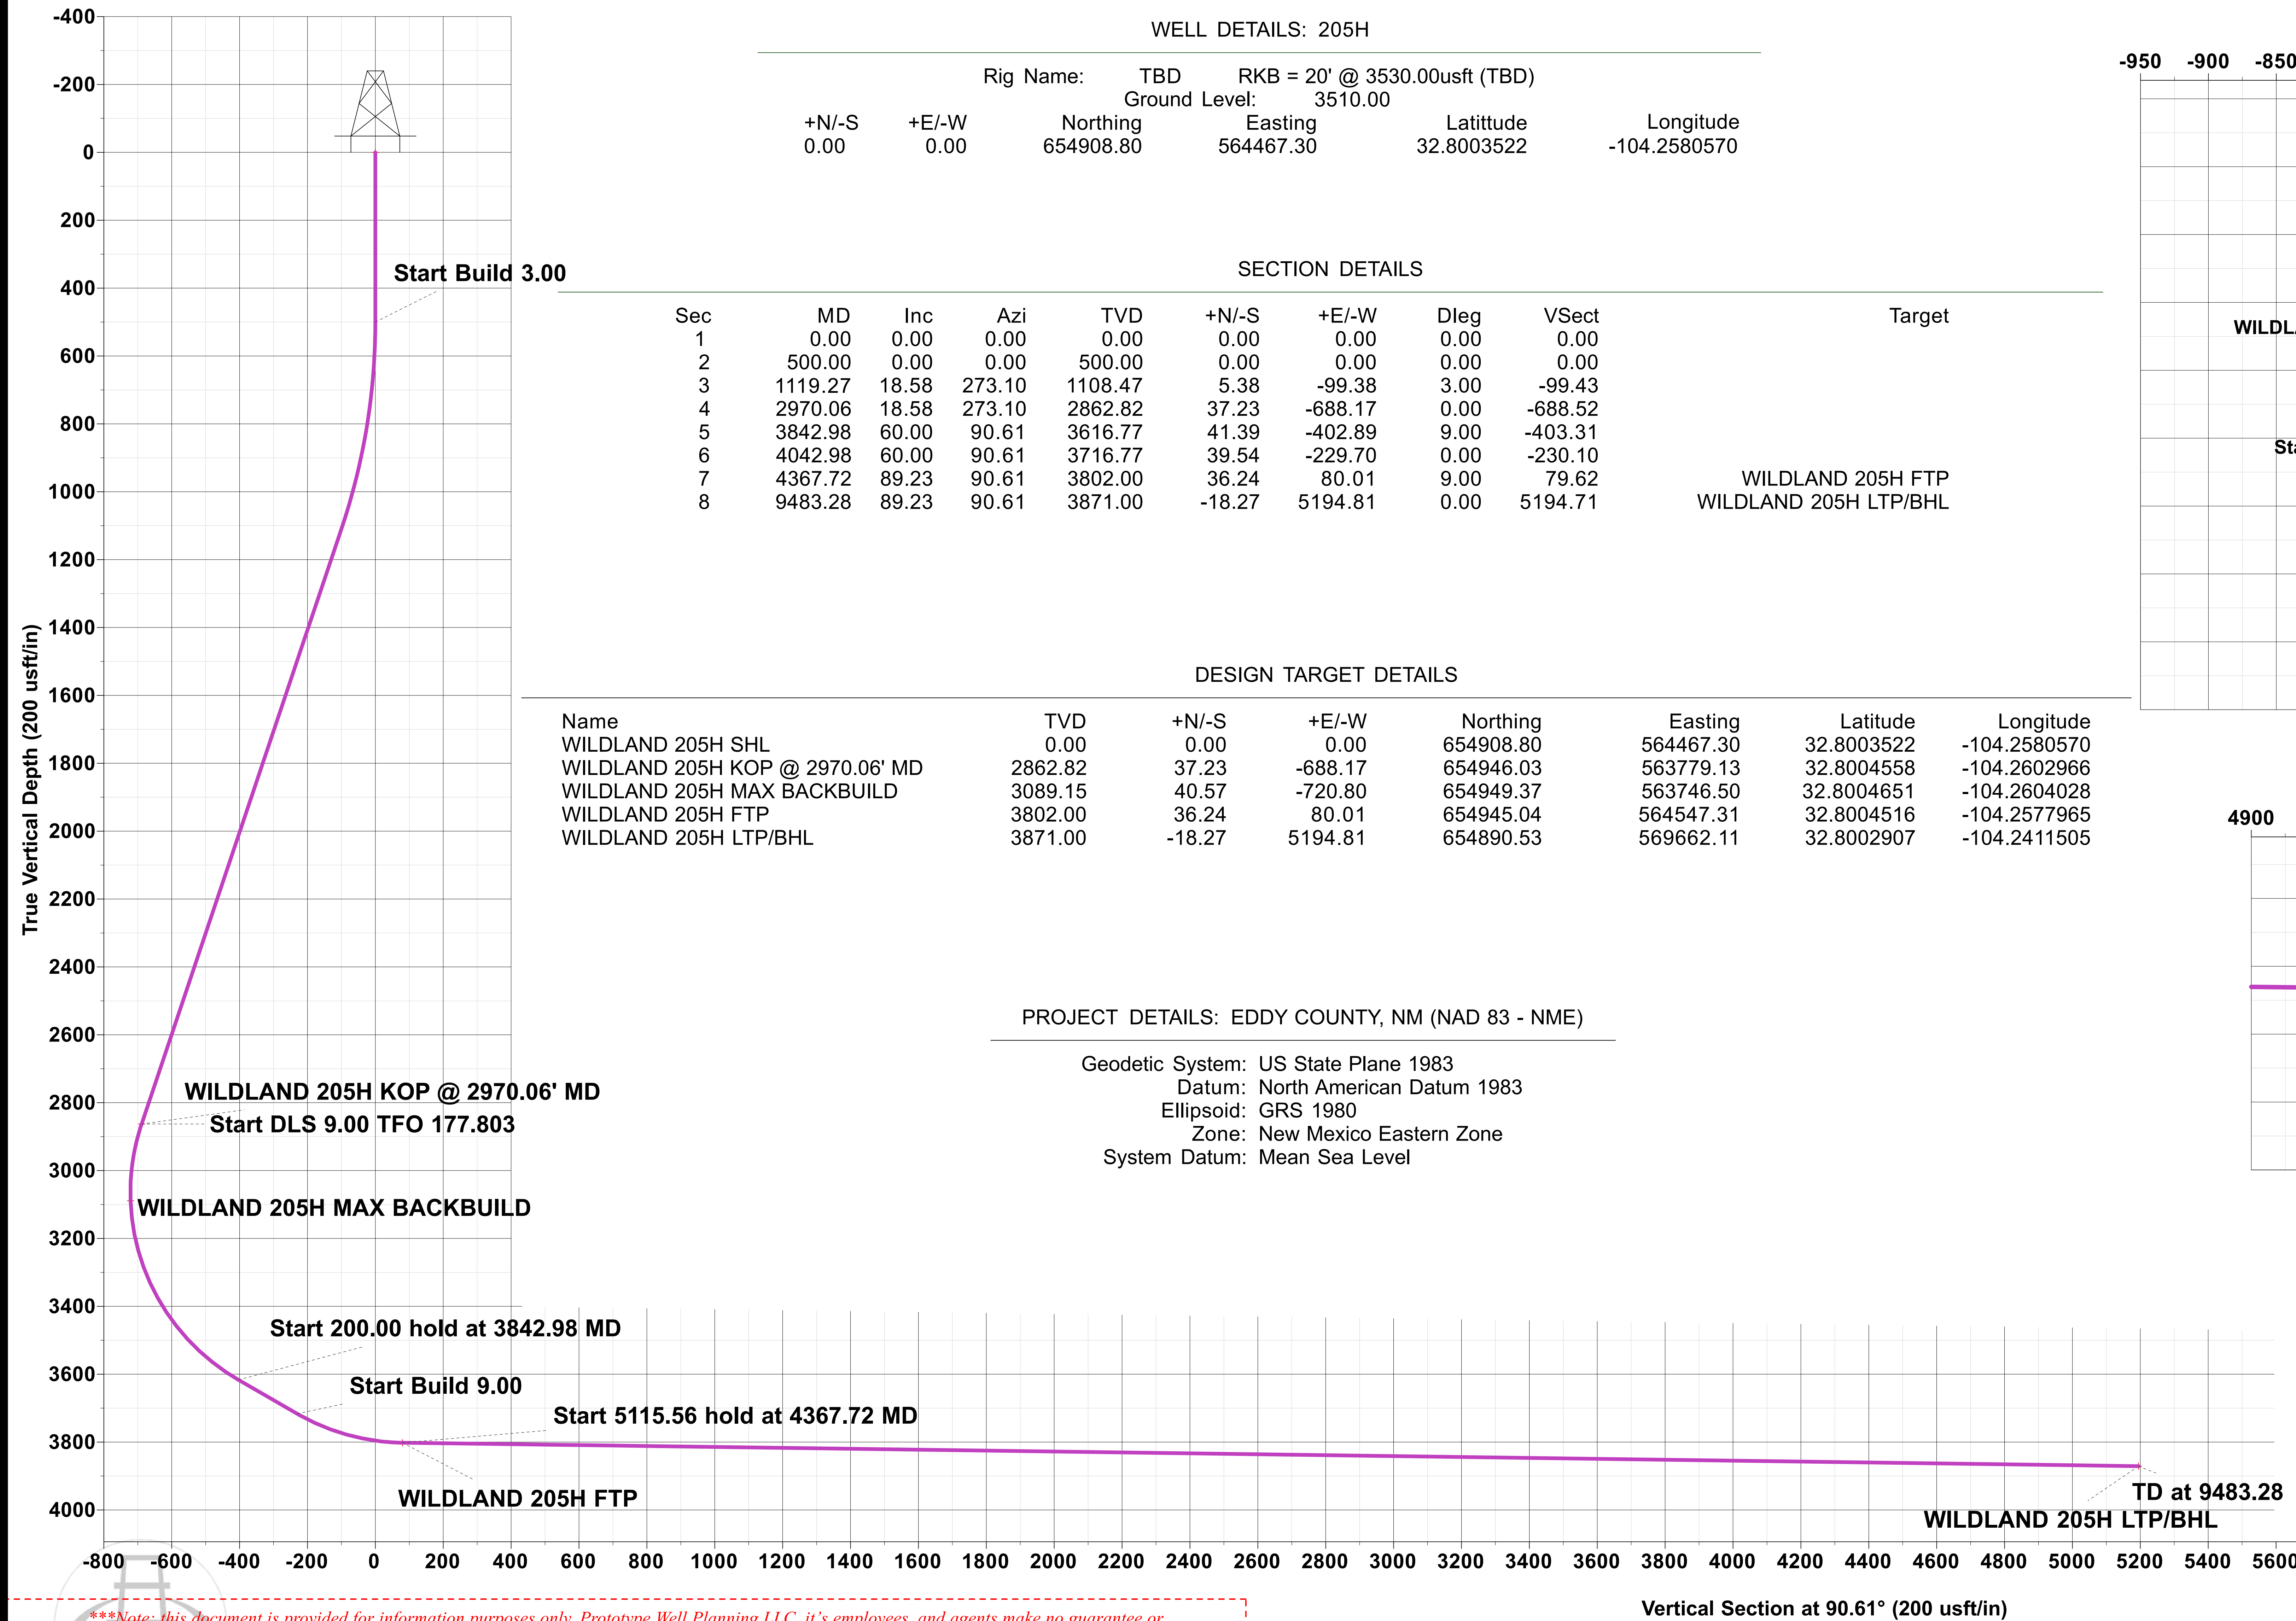 WELL DETAILS: 205H
Rig Name: TBD RKB = 20' @ 3530.00usft (TBD)
Ground Level: 3510.00
+N/-S +E/-W Northing Easting Latittude Longitude
0.00 0.00 654908.80 564467.30 32.8003522 -104.2580570
SECTION DETAILS
Sec MD Inc Azi TVD +N/-S +E/-W Dleg VSect Target
1 0.00 0.00 0.00 0.00 0.00 0.00 0.00 0.00
2 500.00 0.00 0.00 500.00 0.00 0.00 0.00 0.00
3 1119.27 18.58 273.10 1108.47 5.38 -99.38 3.00 -99.43
4 2970.06 18.58 273.10 2862.82 37.23 -688.17 0.00 -688.52
5 3842.98 60.00 90.61 3616.77 41.39 -402.89 9.00 -403.31
6 4042.98 60.00 90.61 3716.77 39.54 -229.70 0.00 -230.10
7 4367.72 89.23 90.61 3802.00 36.24 80.01 9.00 79.62 WILDLAND 205H FTP
8 9483.28 89.23 90.61 3871.00 -18.27 5194.81 0.00 5194.71 WILDLAND 205H LTP/BHL
DESIGN TARGET DETAILS
Name TVD +N/-S +E/-W Northing Easting Latitude Longitude
WILDLAND 205H SHL 0.00 0.00 0.00 654908.80 564467.30 32.8003522 -104.2580570
WILDLAND 205H KOP @ 2970.06' MD 2862.82 37.23 -688.17 654946.03 563779.13 32.8004558 -104.2602966
WILDLAND 205H MAX BACKBUILD 3089.15 40.57 -720.80 654949.37 563746.50 32.8004651 -104.2604028
WILDLAND 205H FTP 3802.00 36.24 80.01 654945.04 564547.31 32.8004516 -104.2577965
WILDLAND 205H LTP/BHL 3871.00 -18.27 5194.81 654890.53 569662.11 32.8002907 -104.2411505
PROJECT DETAILS: EDDY COUNTY, NM (NAD 83 - NME)
Geodetic System: US State Plane 1983
Datum: North American Datum 1983
Ellipsoid: GRS 1980
Zone: New Mexico Eastern Zone
System Datum: Mean Sea Level
True Vertical Depth (200 usft/in)
-400
-200
0
200
400
600
800
1000
1200
1400
1600
1800
2000
2200
2400
2600
2800
3000
3200
3400
3600
3800
4000
Start Build 3.00
WILDLAND 205H KOP @ 2970.06' MD
Start DLS 9.00 TFO 177.803
WILDLAND 205H MAX BACKBUILD
Start 200.00 hold at 3842.98 MD
Start Build 9.00
Start 5115.56 hold at 4367.72 MD
WILDLAND 205H FTP
TD at 9483.28
WILDLAND 205H LTP/BHL
-800 -600 -400 -200 0 200 400 600 800 1000 1200 1400 1600 1800 2000 2200 2400 2600 2800 3000 3200 3400 3600 3800 4000 4200 4400 4600 4800 5000 5200 5400 5600
Vertical Section at 90.61° (200 usft/in)
-950 -900 -850
WILDL
Sta
4900
***Note: this document is provided for information purposes only. Prototype Well Planning LLC, it's employees, and agents make no guarantee or